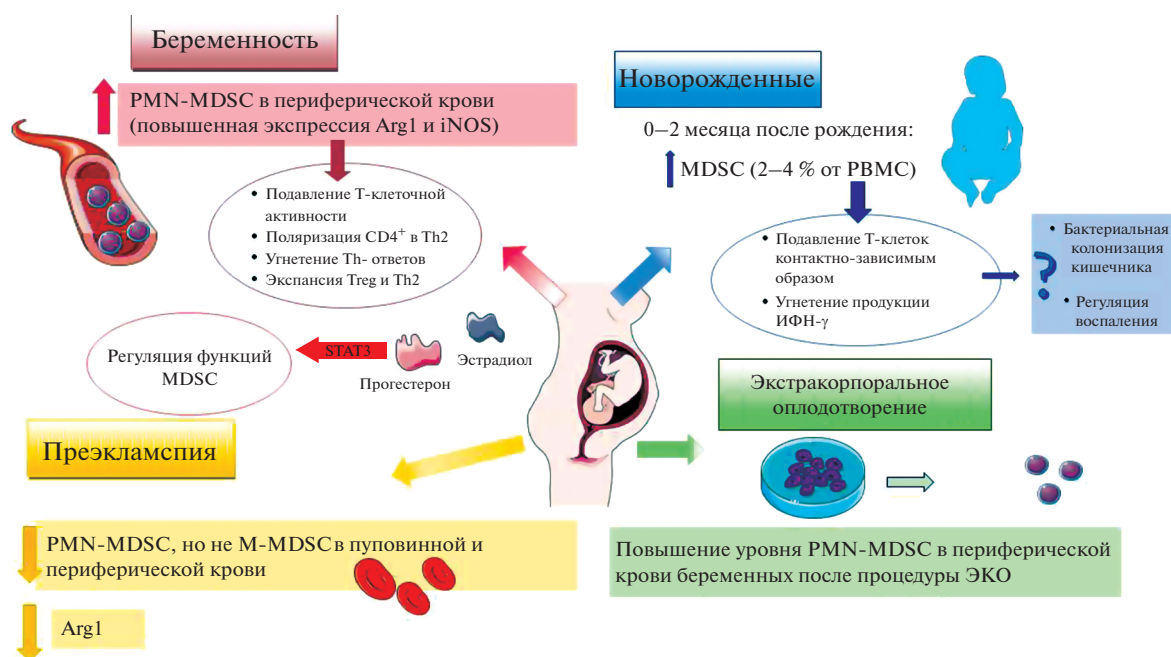 Беременность
PMN-MDSC в периферической крови
(повышенная экспрессия Arg1 и iNOS)
• Подавление Т-клеточной
активности
• Поляризация CD4⁺ в Th2
• Угнетение Th- ответов
• Экспансия Treg и Th2
Регуляция функций
MDSC
STAT3
Прогестерон
Эстрадиол
Новорожденные
0–2 месяца после рождения:
MDSC (2–4 % от PBMC)
• Подавление Т-клеток
контактно-зависимым
образом
• Угнетение продукции
ИФН-γ
?
• Бактериальная
колонизация
кишечника
• Регуляция
воспаления
Преэкламспия
PMN-MDSC, но не M-MDSC в пуповинной и
периферической крови
Arg1
Экстракорпоральное
оплодотворение
Повышение уровня PMN-MDSC в периферической
крови беременных после процедуры ЭКО